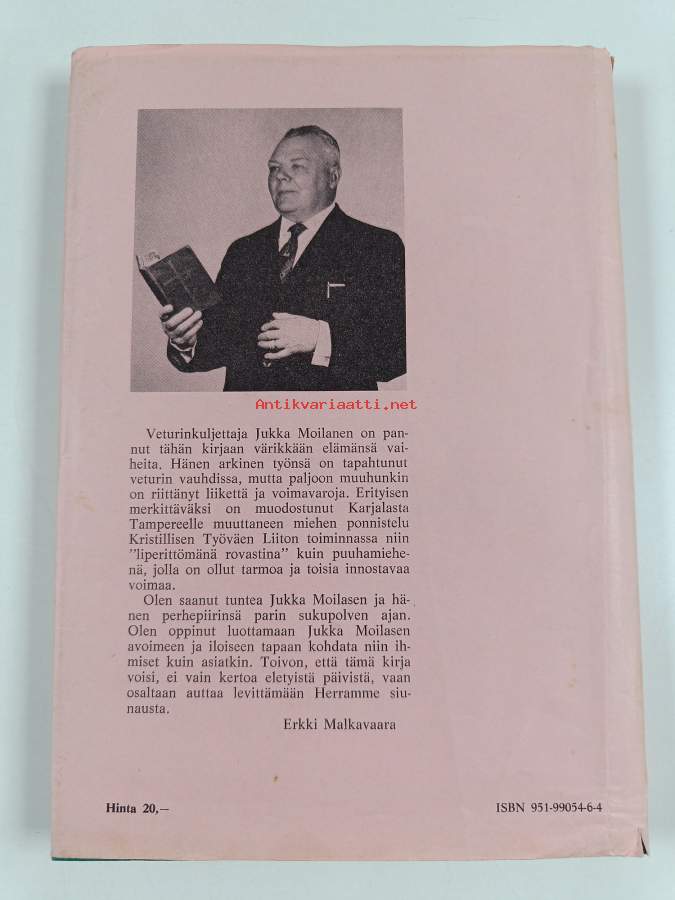 Antikvariaatti.net
Veturinkuljettaja Jukka Moilanen on pan-
nut tähän kirjaan värikkään elämänsä vai-
heita. Hänen arkinen työnsä on tapahtunut
veturin vauhdissa, mutta paljoon muuhunkin
on riittänyt liikettä ja voimavaroja. Erityisen
merkittäväksi on muodostunut Karjalasta
Tampereelle muuttaneen miehen ponnistelu
Kristillisen Työväen Liiton toiminnassa niin
"liperittömänä rovastina" kuin puuhamiehe-
nä, jolla on ollut tarmoa ja toisia innostavaa
voimaa.
Olen saanut tuntea Jukka Moilasen ja hä-
nen perhepiirinsä parin sukupolven ajan.
Olen oppinut luottamaan Jukka Moilasen
avoimeen ja iloiseen tapaan kohdata niin ih-
miset kuin asiatkin. Toivon, että tämä kirja
voisi, ei vain kertoa eletyistä päivistä, vaan
osaltaan auttaa levittämään Herramme siu-
nausta.
Erkki Malkavaara
Hinta 20,—
ISBN 951-99054-6-4